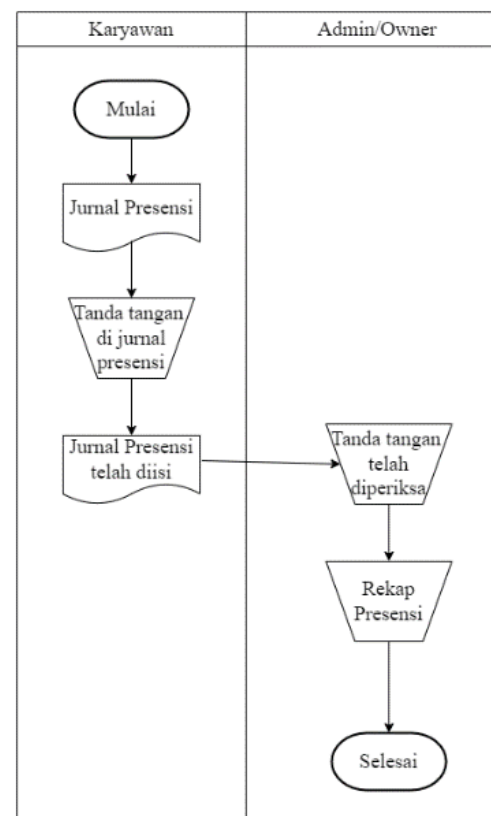 Karyawan
Admin/Owner
Mulai
Jurnal Presensi
Tanda tangan
di jurnal
presensi
Jurnal Presensi
telah diisi
Tanda tangan
telah
diperiksa
Rekap
Presensi
Selesai